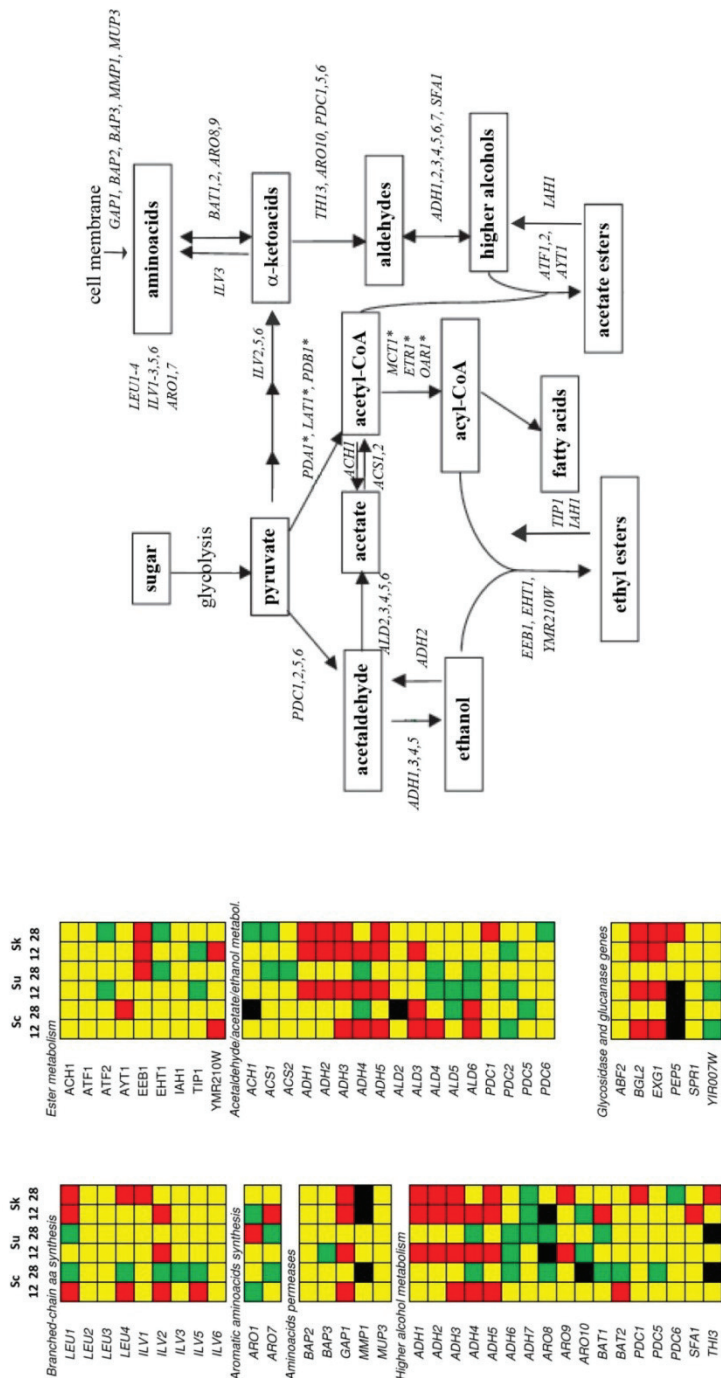 Sc Su Sk
12 28 12 28 12 28
Branched-chain aa synthesis
LEU1
LEU2
LEU3
LEU4
ILV1
ILV2
ILV3
ILV5
ILV6
Aromatic aminoacids synthesis
ARO1
ARO7
Aminoacids permeases
BAP2
BAP3
GAP1
MMP1
MUP3
Higher alcohol metabolism
ADH1
ADH2
ADH3
ADH4
ADH5
ADH6
ADH7
ARO8
ARO9
ARO10
BAT1
BAT2
PDC1
PDC5
PDC6
SFA1
THI3
Sc Su Sk
12 28 12 28 12 28
Ester metabolism
ACH1
ATF1
ATF2
AYT1
EEB1
EHT1
IAH1
TIP1
YMR210W
Acetaldehyde/acetate/ethanol metabol.
ACH1
ACS1
ACS2
ADH1
ADH2
ADH3
ADH4
ADH5
ALD2
ALD3
ALD4
ALD5
ALD6
PDC1
PDC2
PDC5
PDC6
Glycosidase and glucanase genes
ABF2
BGL2
EXG1
PEP5
SPR1
YIR007W
cell membrane
GAP1, BAP2, BAP3, MMP1, MUP3
LEU1-4
ILV1-3,5,6
ARO1,7
aminoacids
ILV3
BAT1,2, ARO8,9
sugar
glycolysis
pyruvate
ILV2,5,6
α-ketoacids
PDC1,2,5,6
PDA1*, LAT1*, PDB1*
TH13, ARO10, PDC1,5,6
acetaldehyde
ALD2,3,4,5,6
acetate
ACH1
ACS1,2
acetyl-CoA
aldehydes
ADH1,3,4,5
ADH2
MCT1*
ETR1*
OAR1*
ADH1,2,3,4,5,6,7, SFA1
ethanol
acyl-CoA
higher alcohols
EEB1, EHT1,
YMR210W
TIP1
IAH1
fatty acids
ATF1,2,
AYT1
IAH1
ethyl esters
acetate esters